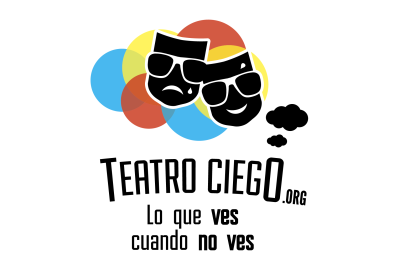 TEATRO CIEGO.ORG
Lo que ves
cuando no ves